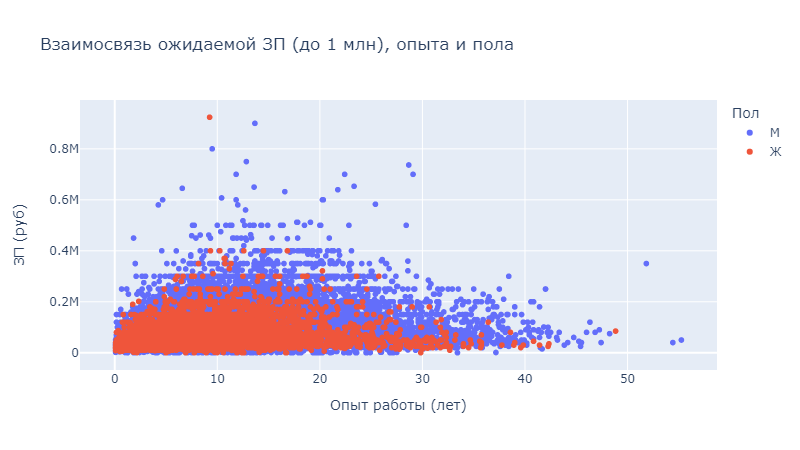 Взаимосвязь ожидаемой ЗП (до 1 млн), опыта и пола
Пол
М
Ж
0.8M
0.6M
0.4M
0.2M
0
ЗП (руб)
0 10 20 30 40 50
Опыт работы (лет)